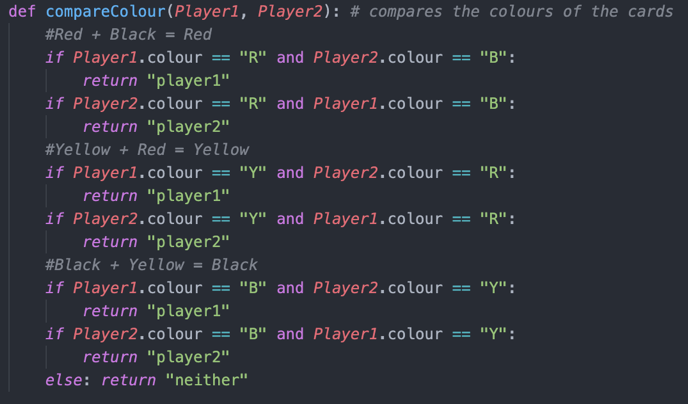 def compareColour(Player1, Player2): # compares the colours of the cards
    #Red + Black = Red
    if Player1.colour == "R" and Player2.colour == "B":
        return "player1"
    if Player2.colour == "R" and Player1.colour == "B":
        return "player2"
    #Yellow + Red = Yellow
    if Player1.colour == "Y" and Player2.colour == "R":
        return "player1"
    if Player2.colour == "Y" and Player1.colour == "R":
        return "player2"
    #Black + Yellow = Black
    if Player1.colour == "B" and Player2.colour == "Y":
        return "player1"
    if Player2.colour == "B" and Player1.colour == "Y":
        return "player2"
    else: return "neither"